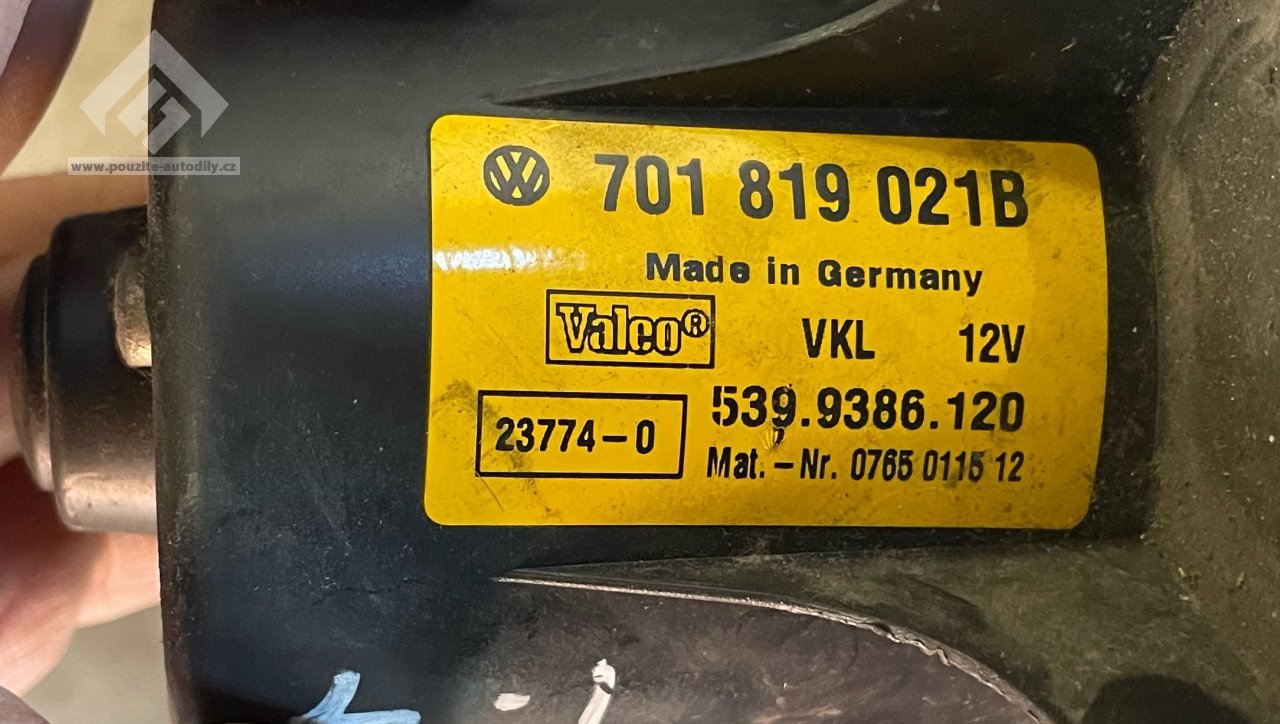 www.pouzite-autodily.cz
VW 701 819 021B
Made in Germany
Valeo® VKL 12V
23774-0 539.9386.120
Mat.-Nr. 0765 0115 12